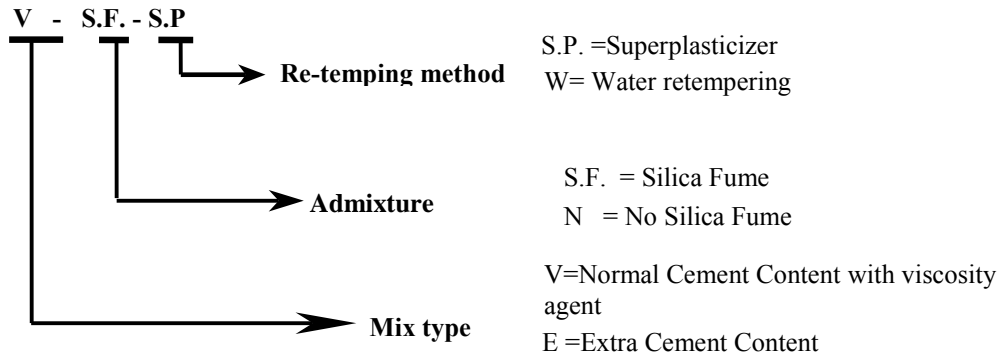 V - S.F. - S.P
Re-temping method
S.P. =Superplasticizer
W= Water retempering
Admixture
S.F. = Silica Fume
N = No Silica Fume
Mix type
V=Normal Cement Content with viscosity
agent
E =Extra Cement Content